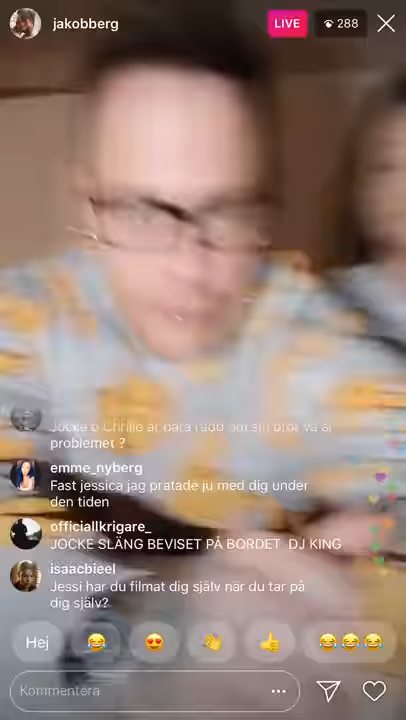 jakobberg
LIVE
288
problemet ?
emme_nyberg
Fast jessica jag pratade ju med dig under
den tiden
officiallkrigare_
JOCKE SLÄNG BEVISET PÅ BORDET DJ KING
isaacbieel
Jessi har du filmat dig själv när du tar på
dig själv?
Hej
Kommentera